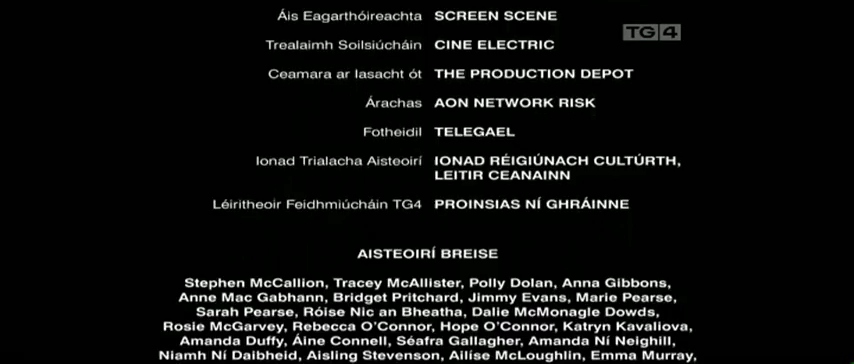 Áis Eagarthóireachta SCREEN SCENE
TG4
Trealaimh Soilsiúcháin CINE ELECTRIC
Ceamara ar Iasacht ót THE PRODUCTION DEPOT
Árachas AON NETWORK RISK
Fotheidil TELEGAEL
Ionad Trialacha Aisteoirí IONAD RÉIGIÚNACH CULTÚRTH,
LEITIR CEANAINN
Léiritheoir Feidhmiúcháin TG4 PROINSIAS NÍ GHRÁINNE
AISTEOIRÍ BREISE
Stephen McCallion, Tracey McAllister, Polly Dolan, Anna Gibbons,
Anne Mac Gabhann, Bridget Pritchard, Jimmy Evans, Marie Pearse,
Sarah Pearse, Róise Nic an Bheatha, Dalie McMonagle Dowds,
Rosie McGarvey, Rebecca O'Connor, Hope O'Connor, Katryn Kavaliova,
Amanda Duffy, Áine Connell, Séafra Gallagher, Amanda Ní Neighill,
Niamh Ní Daibheid, Aisling Stevenson, Ailíse McLoughlin, Emma Murray,